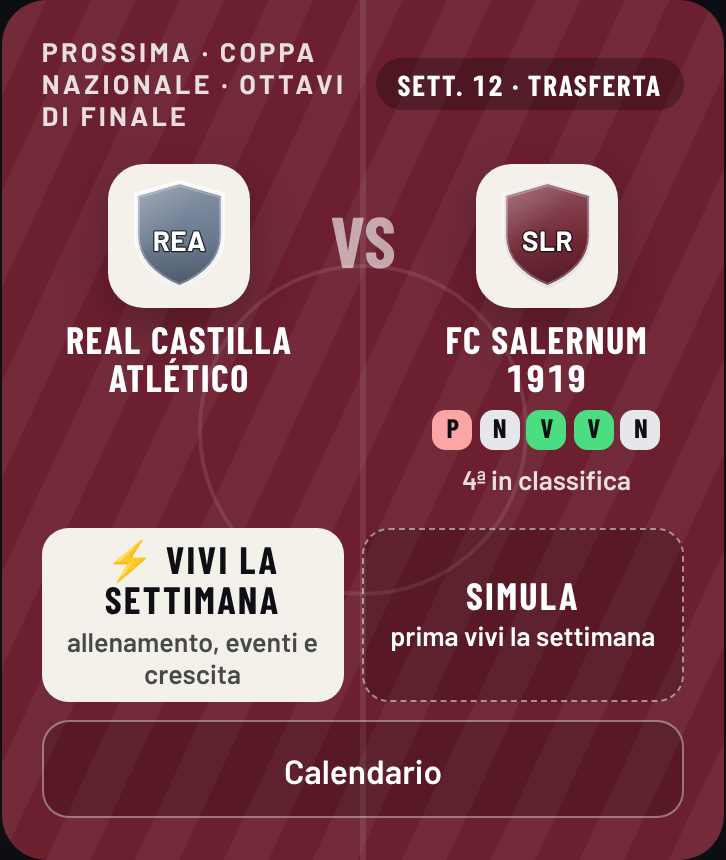 PROSSIMA · COPPA
NAZIONALE · OTTAVI
DI FINALE
SETT. 12 · TRASFERTA
REA
VS
SLR
REAL CASTILLA
ATLÉTICO
FC SALERNUM
1919
P N V V N
4ª in classifica
⚡ VIVI LA
SETTIMANA
allenamento, eventi e
crescita
SIMULA
prima vivi la settimana
Calendario